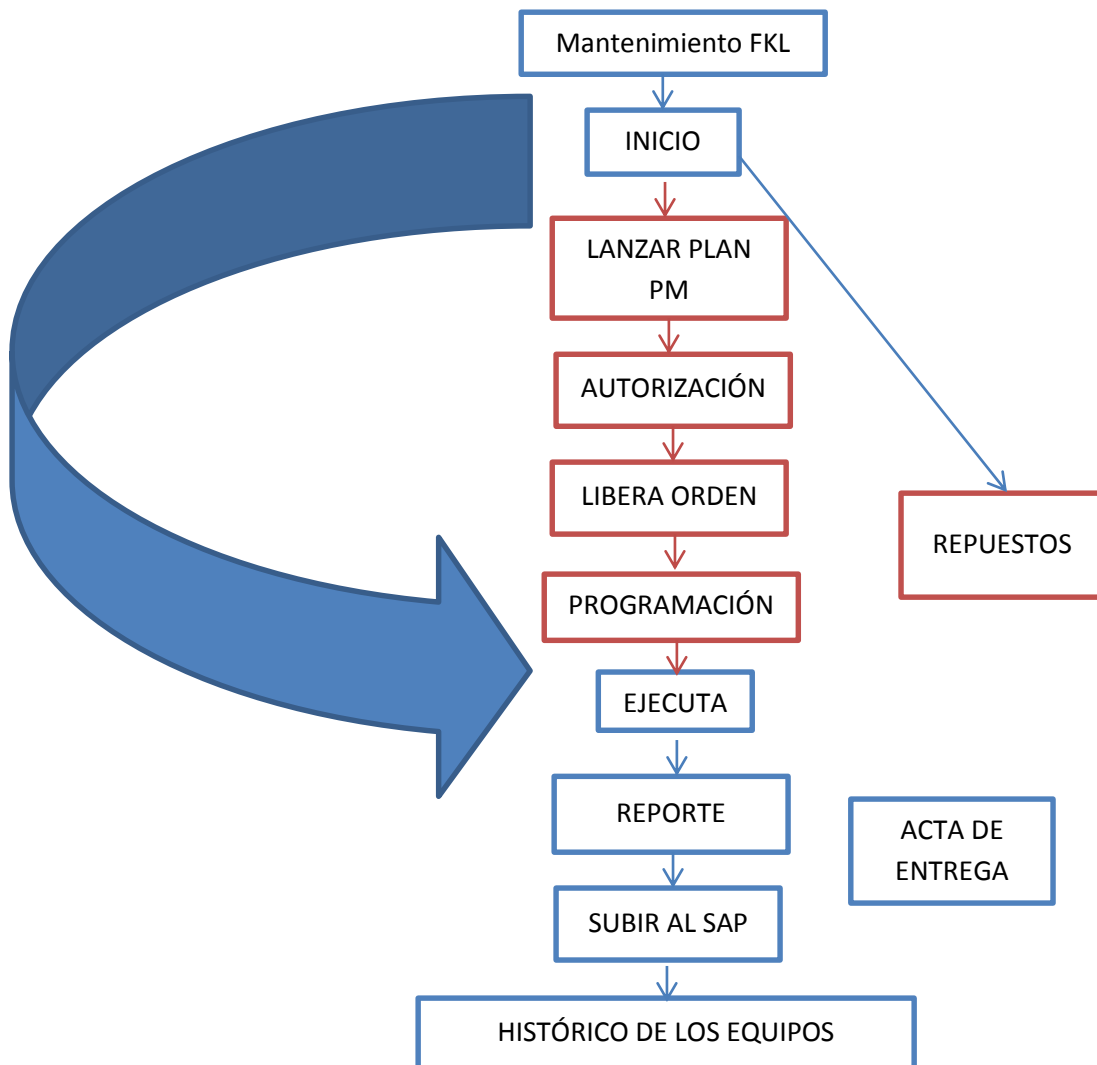 Mantenimiento FKL
INICIO
LANZAR PLAN
PM
AUTORIZACIÓN
LIBERA ORDEN
REPUESTOS
PROGRAMACIÓN
EJECUTA
REPORTE
ACTA DE
ENTREGA
SUBIR AL SAP
HISTÓRICO DE LOS EQUIPOS